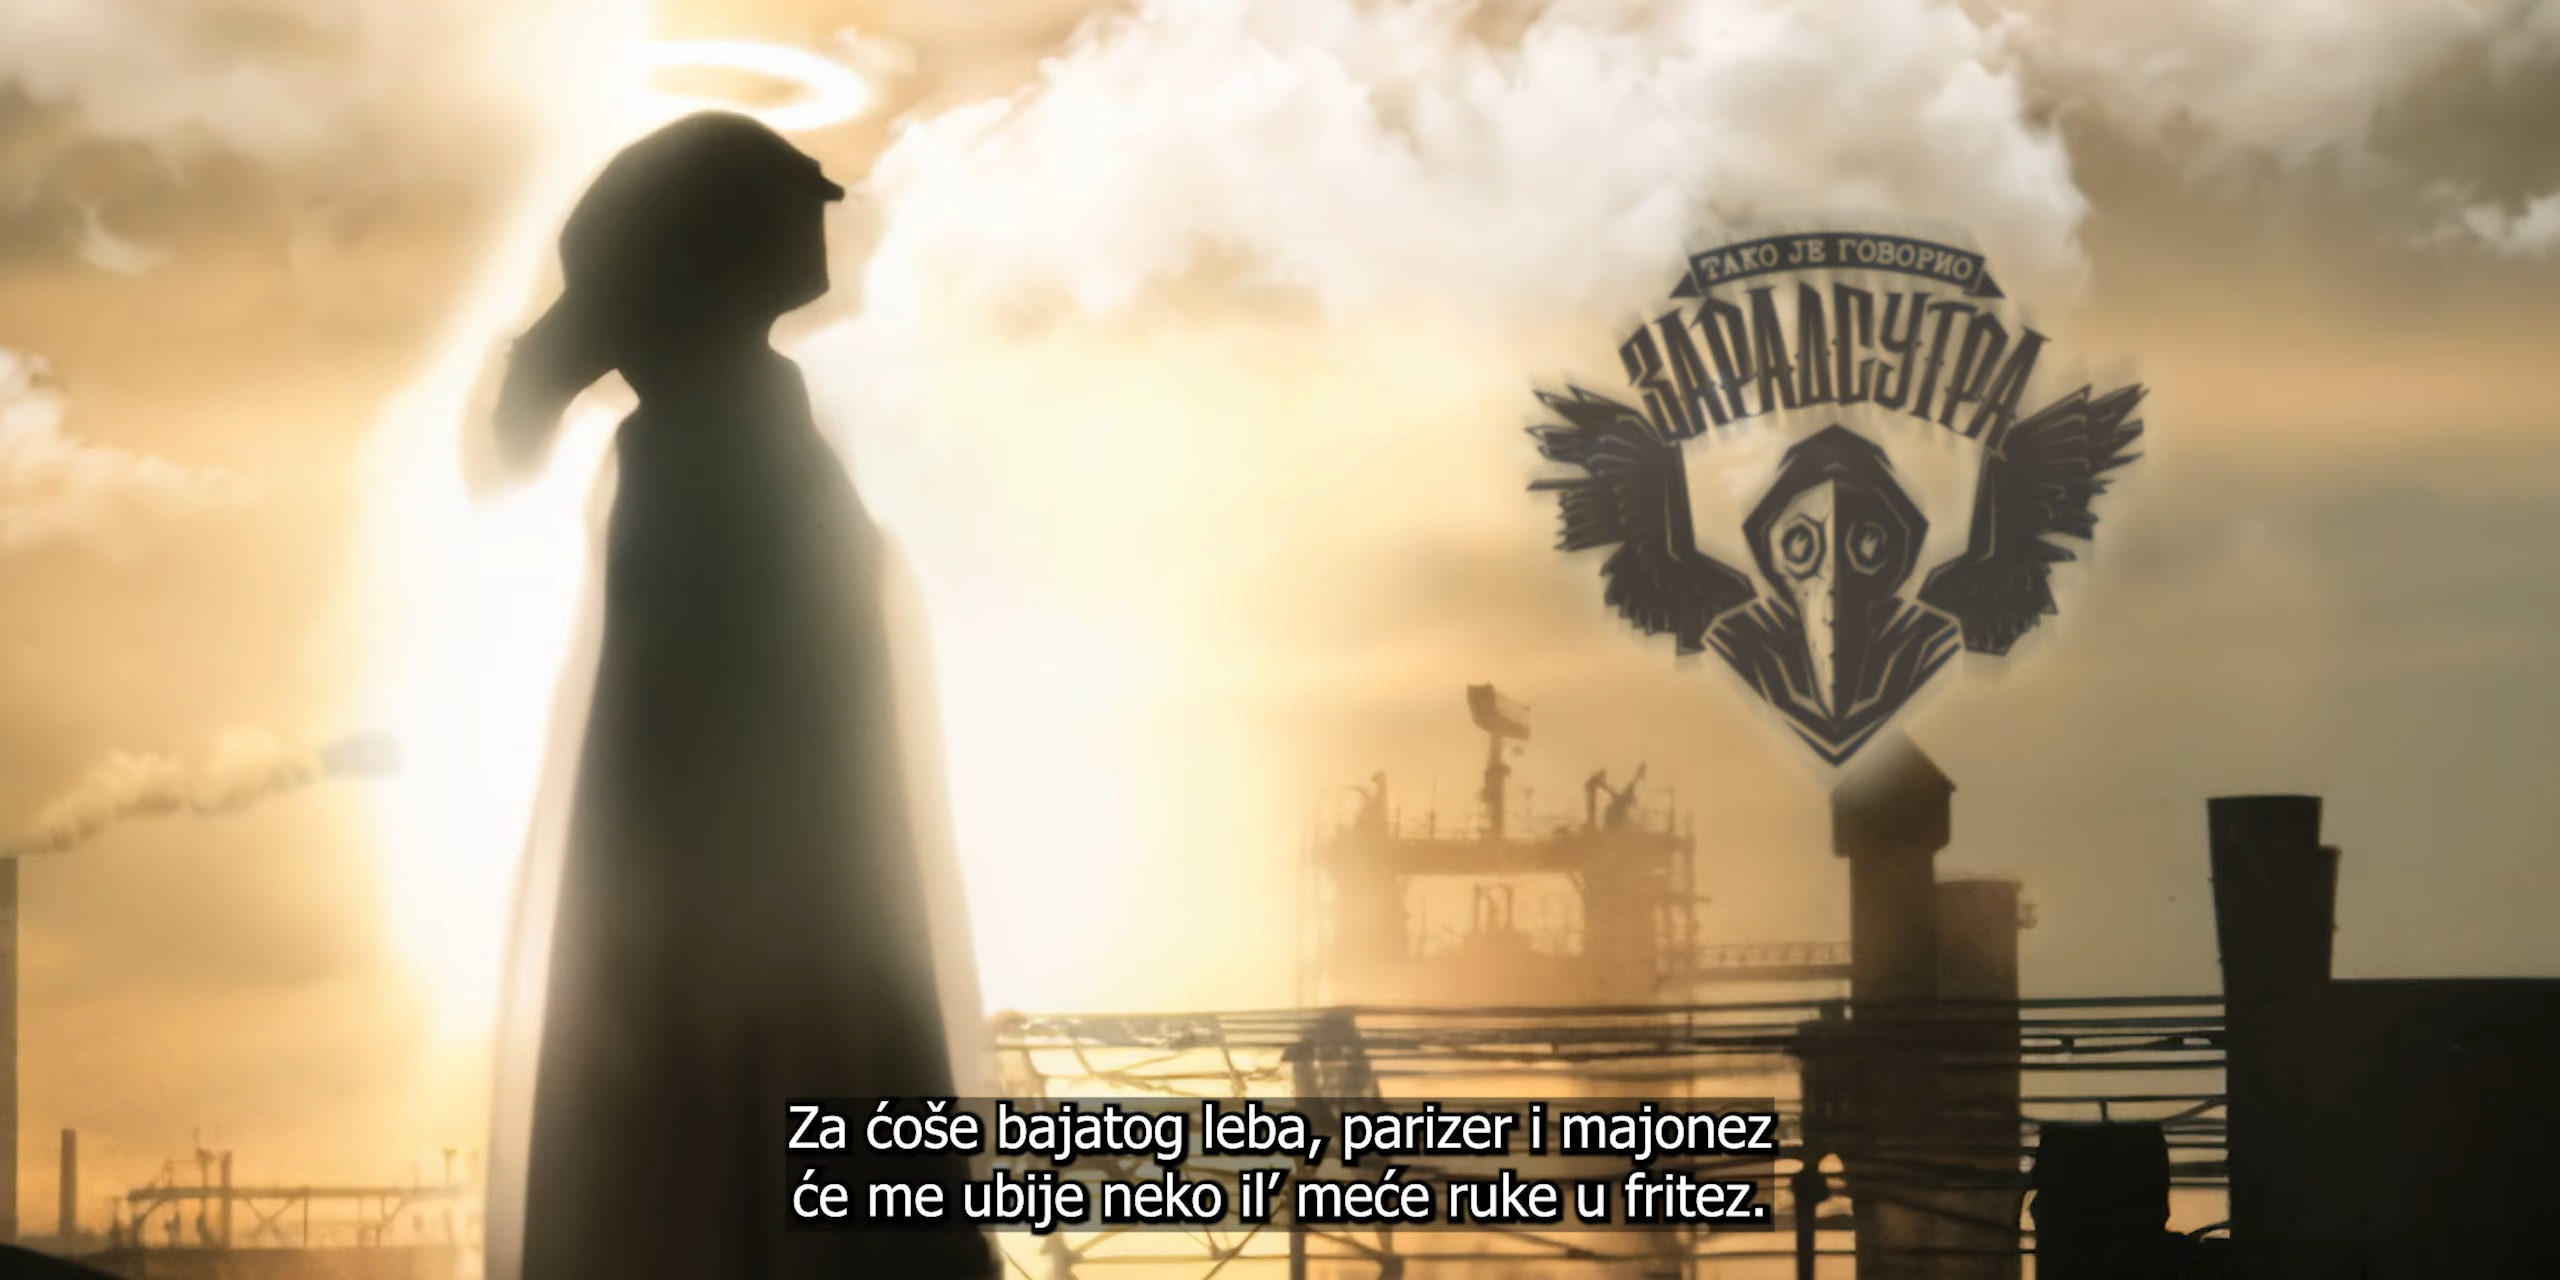 ТАКО ЈЕ ГОВОРИО
ЗАРАДСУТРА
Za ćoše bajatog leba, parizer i majonez
će me ubije neko il’ meće ruke u fritez.